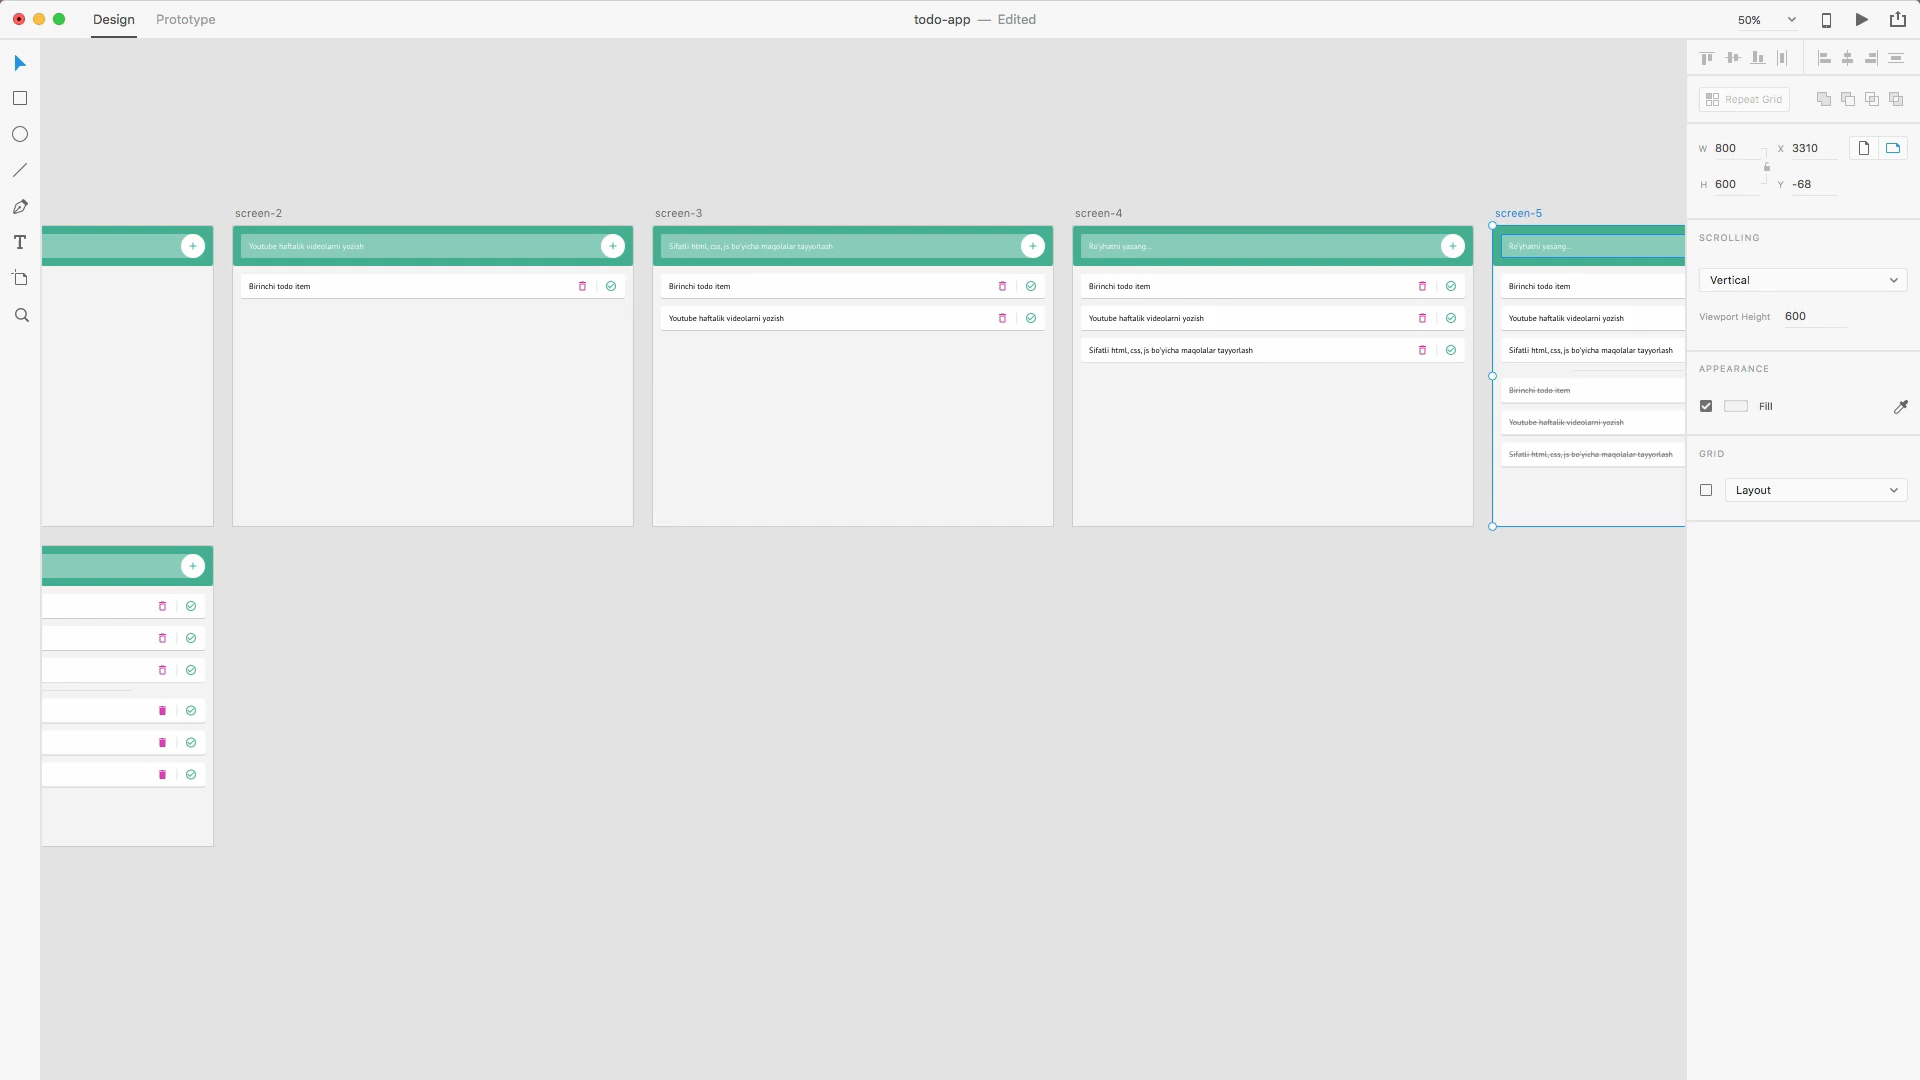 Design Prototype todo-app — Edited 50%
Repeat Grid
W 800 X 3310
H 600 Y -68
SCROLLING
Vertical
Viewport Height 600
APPEARANCE
Fill
GRID
Layout
screen-2
Youtube haftalik videolarni yozish
Birinchi todo item
screen-3
Sifatli html, css, js bo'yicha maqolalar tayyorlash
Birinchi todo item
Youtube haftalik videolarni yozish
screen-4
Ro'yhatni yasang...
Birinchi todo item
Youtube haftalik videolarni yozish
Sifatli html, css, js bo'yicha maqolalar tayyorlash
screen-5
Ro'yhatni yasang...
Birinchi todo item
Youtube haftalik videolarni yozish
Sifatli html, css, js bo'yicha maqolalar tayyorlash
Birinchi todo item
Youtube haftalik videolarni yozish
Sifatli html, css, js bo'yicha maqolalar tayyorlash